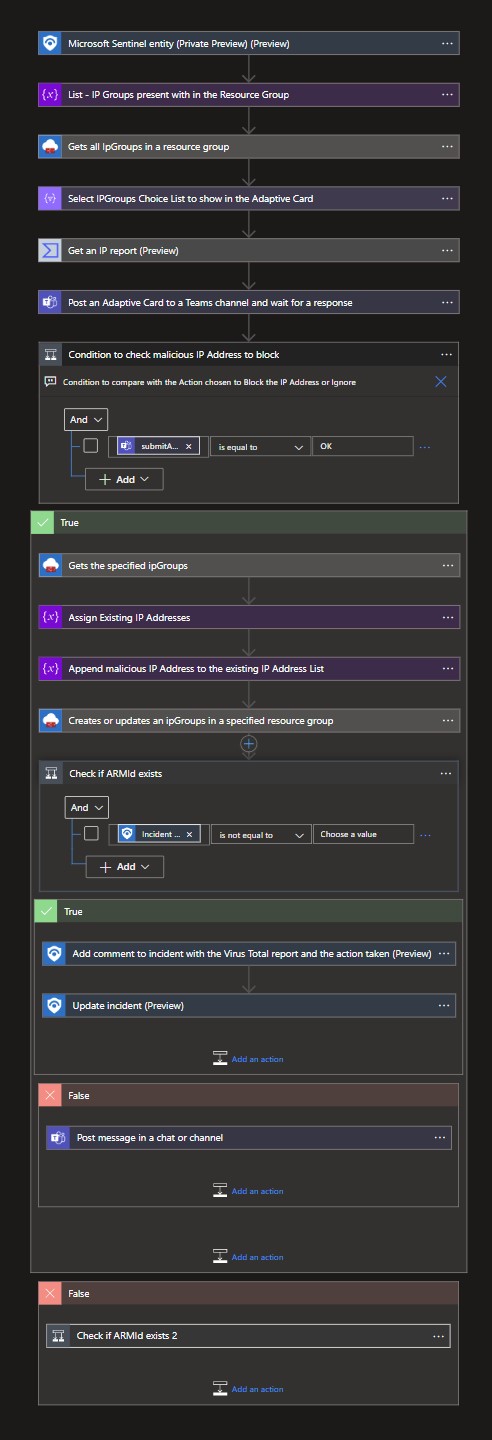 Microsoft Sentinel entity (Private Preview) (Preview)
{x} List - IP Groups present with in the Resource Group
Gets all IpGroups in a resource group
Select IPGroups Choice List to show in the Adaptive Card
Get an IP report (Preview)
Post an Adaptive Card to a Teams channel and wait for a response
Condition to check malicious IP Address to block
Condition to compare with the Action chosen to Block the IP Address or Ignore
And
submitA... is equal to OK
Add
True
Gets the specified ipGroups
{x} Assign Existing IP Addresses
{x} Append malicious IP Address to the existing IP Address List
Creates or updates an ipGroups in a specified resource group
Check if ARMId exists
And
Incident ... is not equal to Choose a value
Add
True
Add comment to incident with the Virus Total report and the action taken (Preview)
Update incident (Preview)
Add an action
False
Post message in a chat or channel
Add an action
Add an action
False
Check if ARMId exists 2
Add an action